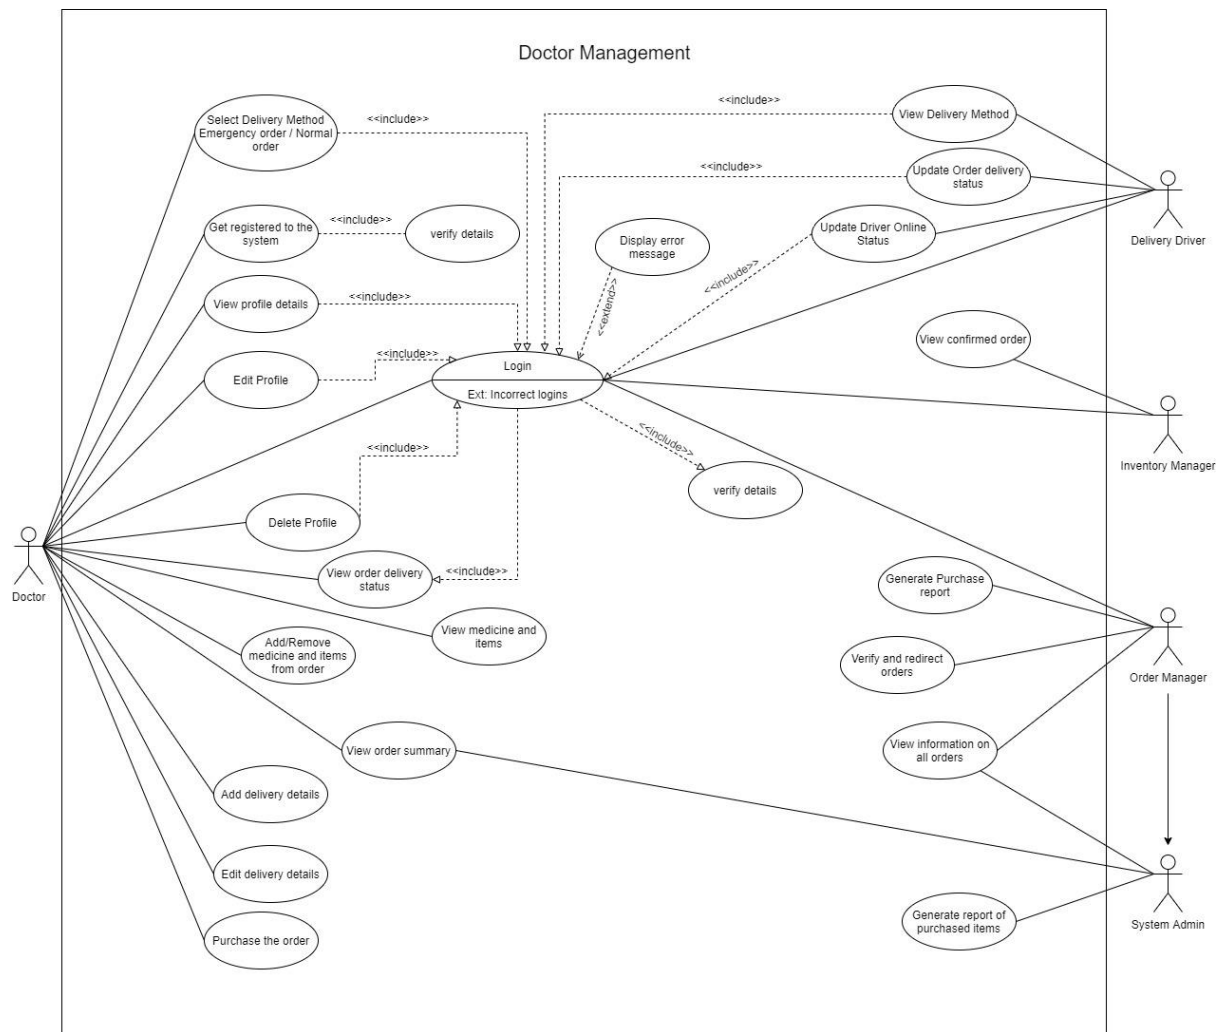 Doctor Management
Select Delivery Method
Emergency order / Normal
order
<<include>>
<<include>>
View Delivery Method
<<include>>
Update Order delivery
status
Get registered to the
system
<<include>>
verify details
Display error
message
Update Driver Online
Status
Delivery Driver
<<include>>
<<extend>>
View profile details
<<include>>
View confirmed order
Edit Profile
<<include>>
Login
Ext: Incorrect logins
<<include>>
<<include>>
Inventory Manager
verify details
Delete Profile
Doctor
View order delivery
status
<<include>>
Generate Purchase
report
View medicine and
items
Add/Remove
medicine and items
from order
Verify and redirect
orders
Order Manager
View order summary
View information on
all orders
Add delivery details
Edit delivery details
Generate report of
purchased items
System Admin
Purchase the order